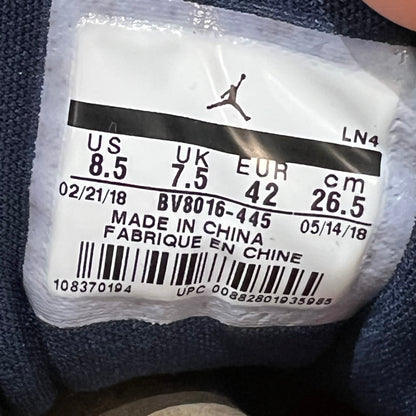 LN4
US UK EUR cm
8.5 7.5 42 26.5
02/21/18 BV8016-445 05/14/18
MADE IN CHINA
FABRIQUE EN CHINE
108370194 UPC 00882801935985